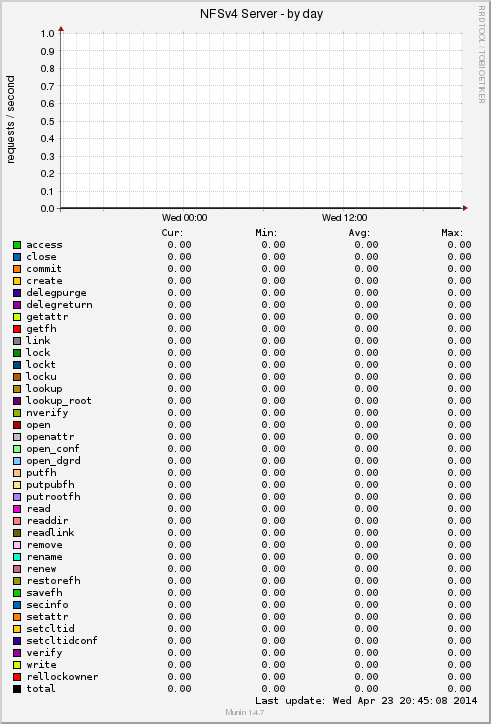 NFSv4 Server - by day
RRDTOOL / TOBI OETIKER
requests / second
1.0
0.9
0.8
0.7
0.6
0.5
0.4
0.3
0.2
0.1
0.0
Wed 00:00 Wed 12:00
Cur: Min: Avg: Max:
access 0.00 0.00 0.00 0.00
close 0.00 0.00 0.00 0.00
commit 0.00 0.00 0.00 0.00
create 0.00 0.00 0.00 0.00
delegpurge 0.00 0.00 0.00 0.00
delegreturn 0.00 0.00 0.00 0.00
getattr 0.00 0.00 0.00 0.00
getfh 0.00 0.00 0.00 0.00
link 0.00 0.00 0.00 0.00
lock 0.00 0.00 0.00 0.00
lockt 0.00 0.00 0.00 0.00
locku 0.00 0.00 0.00 0.00
lookup 0.00 0.00 0.00 0.00
lookup_root 0.00 0.00 0.00 0.00
nverify 0.00 0.00 0.00 0.00
open 0.00 0.00 0.00 0.00
openattr 0.00 0.00 0.00 0.00
open_conf 0.00 0.00 0.00 0.00
open_dgrd 0.00 0.00 0.00 0.00
putfh 0.00 0.00 0.00 0.00
putpubfh 0.00 0.00 0.00 0.00
putrootfh 0.00 0.00 0.00 0.00
read 0.00 0.00 0.00 0.00
readdir 0.00 0.00 0.00 0.00
readlink 0.00 0.00 0.00 0.00
remove 0.00 0.00 0.00 0.00
rename 0.00 0.00 0.00 0.00
renew 0.00 0.00 0.00 0.00
restorefh 0.00 0.00 0.00 0.00
savefh 0.00 0.00 0.00 0.00
secinfo 0.00 0.00 0.00 0.00
setattr 0.00 0.00 0.00 0.00
setcltid 0.00 0.00 0.00 0.00
setcltidconf 0.00 0.00 0.00 0.00
verify 0.00 0.00 0.00 0.00
write 0.00 0.00 0.00 0.00
rellockowner 0.00 0.00 0.00 0.00
total 0.00 0.00 0.00 0.00
Last update: Wed Apr 23 20:45:08 2014
Munin 1.4.7